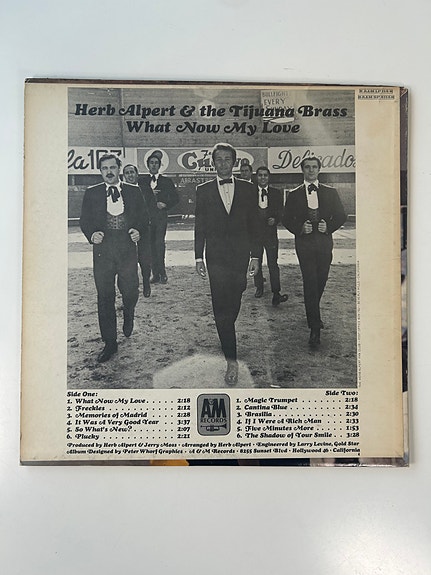 BULLFIGHT
EVERY
Herb Alpert & the Tijuana Brass
What Now My Love
Delgado
Side One:
1. What Now My Love . . . . . . . 2:18
2. Freckles . . . . . . . . . . . 2:12
3. Memories of Madrid . . . . . . 2:28
4. It Was A Very Good Year . . . . 3:37
5. So What's New? . . . . . . . . 2:07
6. Plucky . . . . . . . . . . . . 2:21
A&M
RECORDS
Side Two:
1. Magic Trumpet . . . . . . . . 2:18
2. Cantina Blue . . . . . . . . . 2:34
3. Brasilia . . . . . . . . . . . 2:30
4. If I Were A Rich Man . . . . . 2:33
5. Five Minutes More . . . . . . 1:53
6. The Shadow of Your Smile . . . 3:28
Produced by Herb Alpert & Jerry Moss · Arranged by Herb Alpert · Engineered by Larry Levine, Gold Star
Album Designed by Peter Whorf Graphics · A & M Records · 8255 Sunset Blvd · Hollywood 46 · California